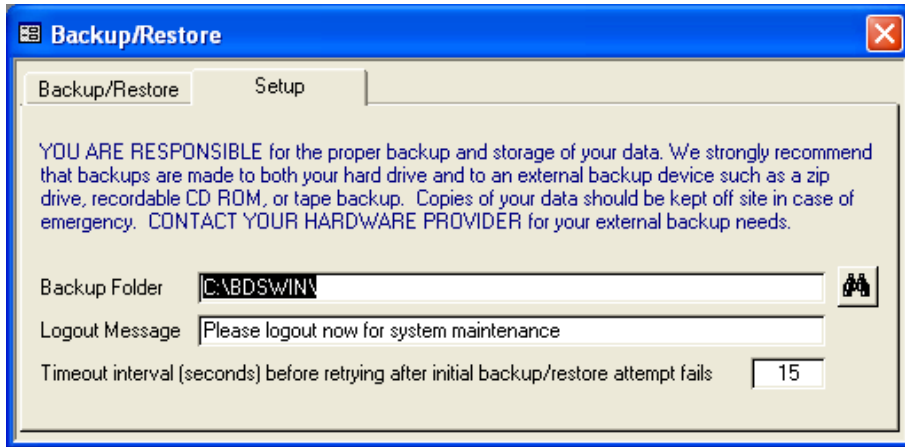 Backup/Restore
Backup/Restore Setup
YOU ARE RESPONSIBLE for the proper backup and storage of your data. We strongly recommend
that backups are made to both your hard drive and to an external backup device such as a zip
drive, recordable CD ROM, or tape backup.  Copies of your data should be kept off site in case of
emergency.  CONTACT YOUR HARDWARE PROVIDER for your external backup needs.
Backup Folder C:\BDSWIN\
Logout Message Please logout now for system maintenance
Timeout interval (seconds) before retrying after initial backup/restore attempt fails 15